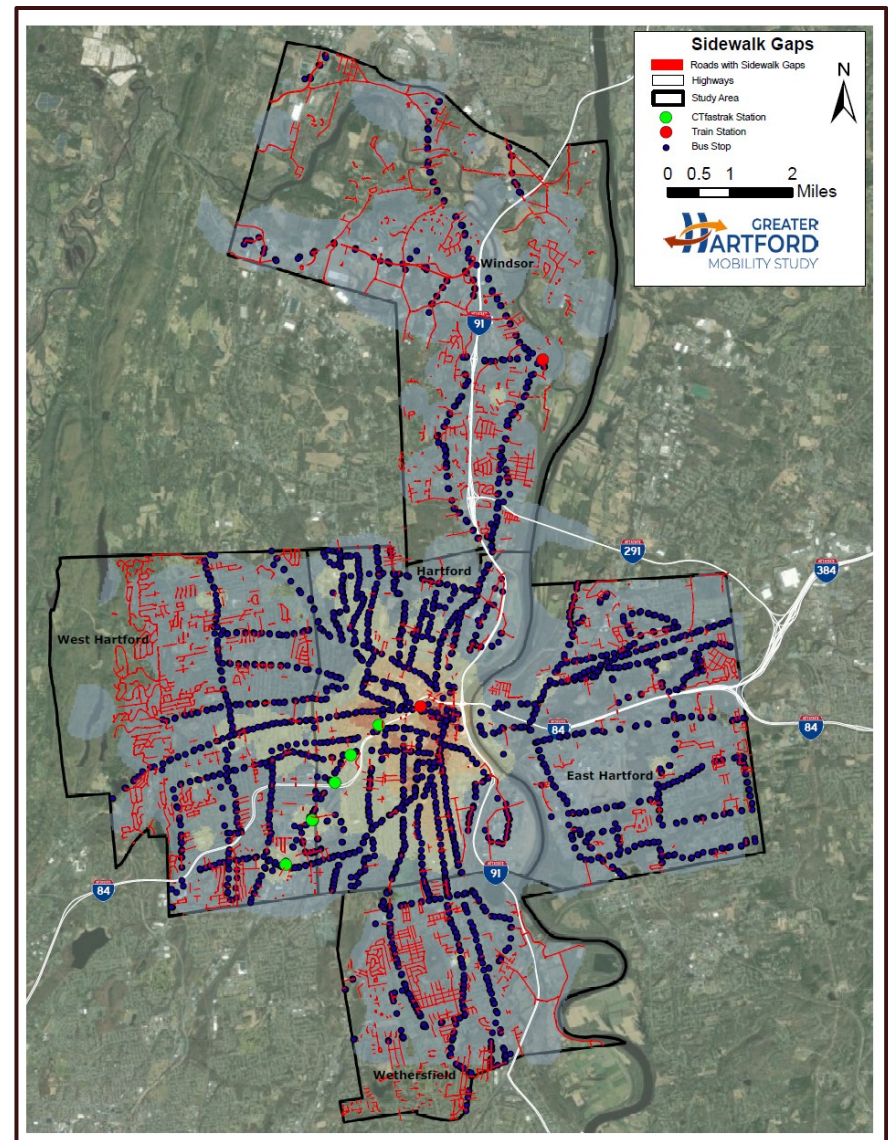 Sidewalk Gaps
Roads with Sidewalk Gaps
Highways
Study Area
CTfastrak Station
Train Station
Bus Stop
N
0 0.5 1 2
Miles
GREATER
HARTFORD
MOBILITY STUDY
Windsor
91
291
Hartford
384
West Hartford
84
84
East Hartford
91
84
Wethersfield